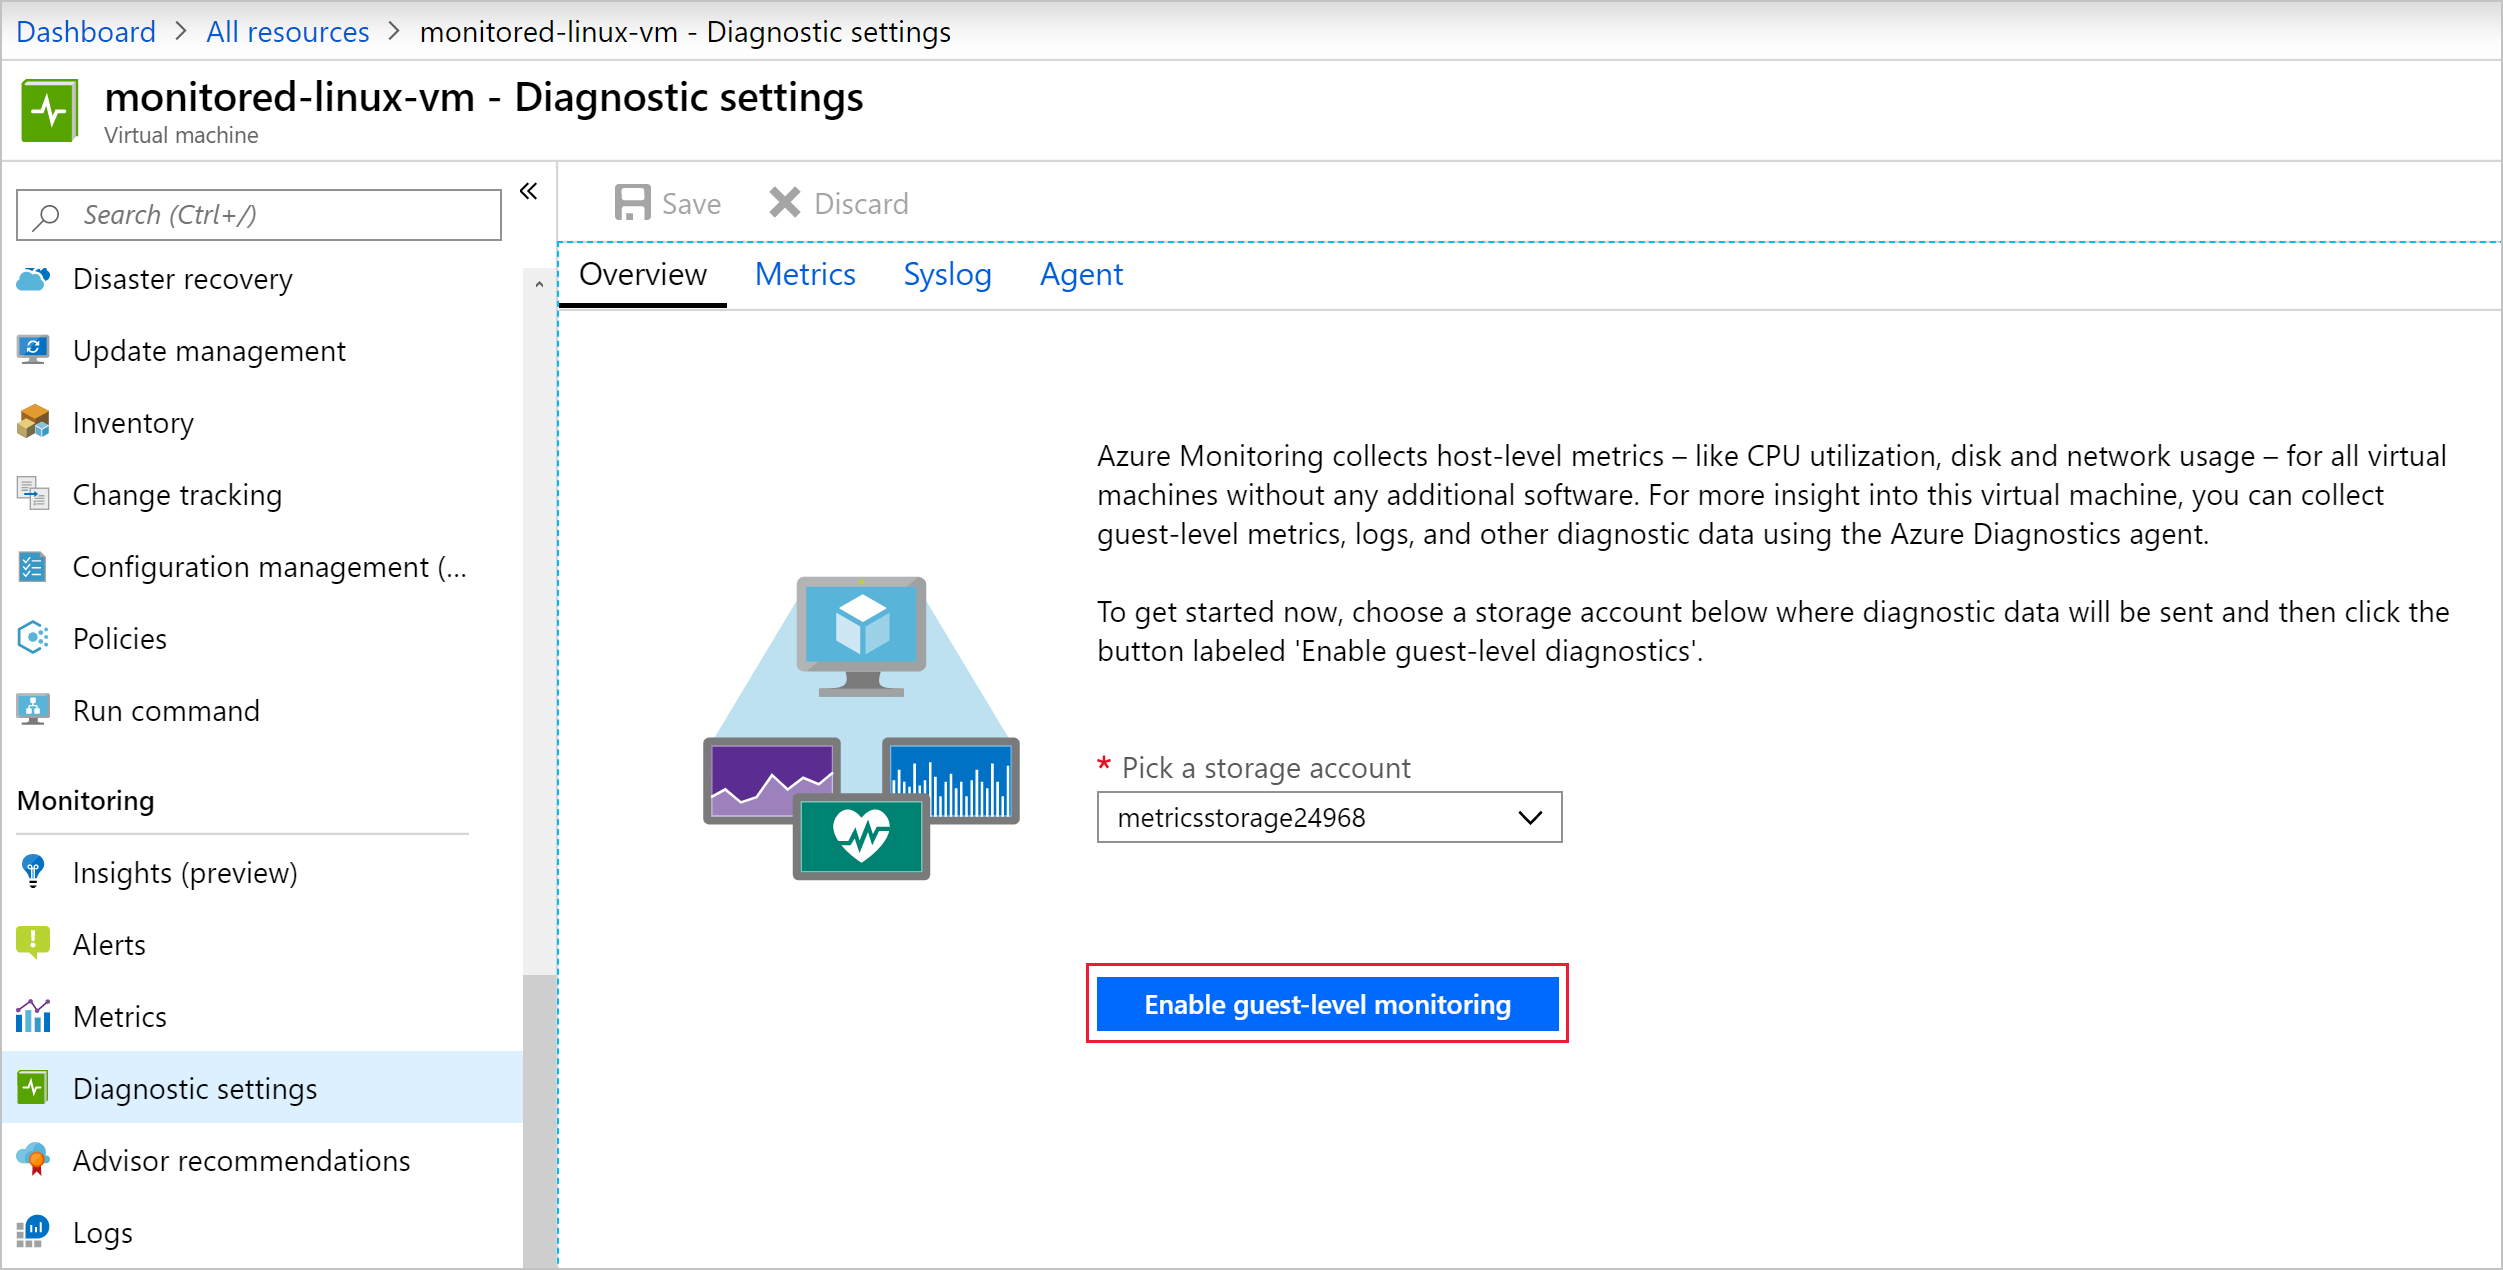 Dashboard > All resources > monitored-linux-vm - Diagnostic settings
monitored-linux-vm - Diagnostic settings
Virtual machine
Search (Ctrl+/)
«
Disaster recovery
Update management
Inventory
Change tracking
Configuration management (...
Policies
Run command
Monitoring
Insights (preview)
Alerts
Metrics
Diagnostic settings
Advisor recommendations
Logs
Save Discard
Overview Metrics Syslog Agent
Azure Monitoring collects host-level metrics – like CPU utilization, disk and network usage – for all virtual
machines without any additional software. For more insight into this virtual machine, you can collect
guest-level metrics, logs, and other diagnostic data using the Azure Diagnostics agent.
To get started now, choose a storage account below where diagnostic data will be sent and then click the
button labeled 'Enable guest-level diagnostics'.
* Pick a storage account
metricsstorage24968
Enable guest-level monitoring